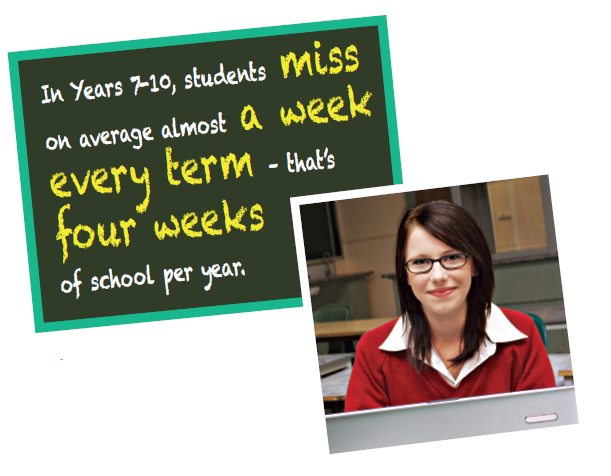 In Years 7-10, students miss
on average almost a week
every term - that's
four weeks
of school per year.